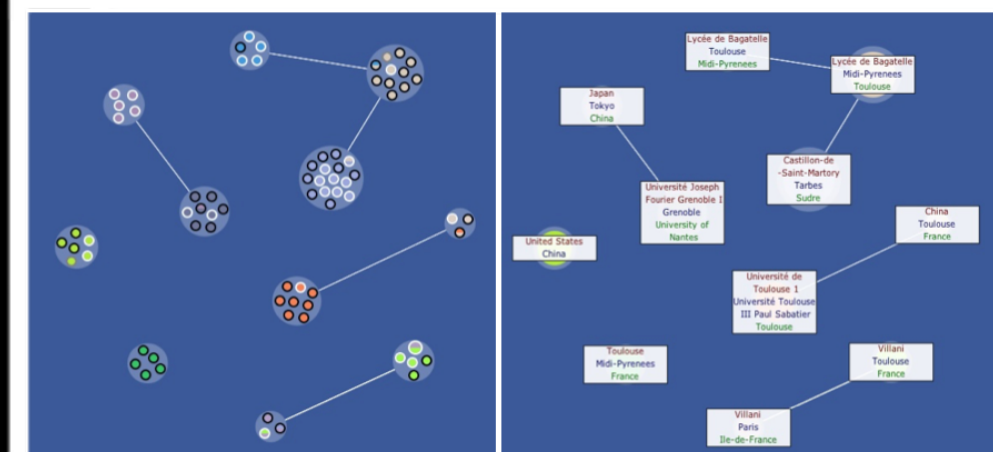 Lycée de Bagatelle
Toulouse
Midi-Pyrenees
Lycée de Bagatelle
Midi-Pyrenees
Toulouse
Japan
Tokyo
China
Castillon-de
-Saint-Martory
Tarbes
Sudre
Université Joseph
Fourier Grenoble I
Grenoble
University of
Nantes
China
Toulouse
France
United States
China
Université de
Toulouse 1
Université Toulouse
III Paul Sabatier
Toulouse
Toulouse
Midi-Pyrenees
France
Villani
Toulouse
France
Villani
Paris
Ile-de-France